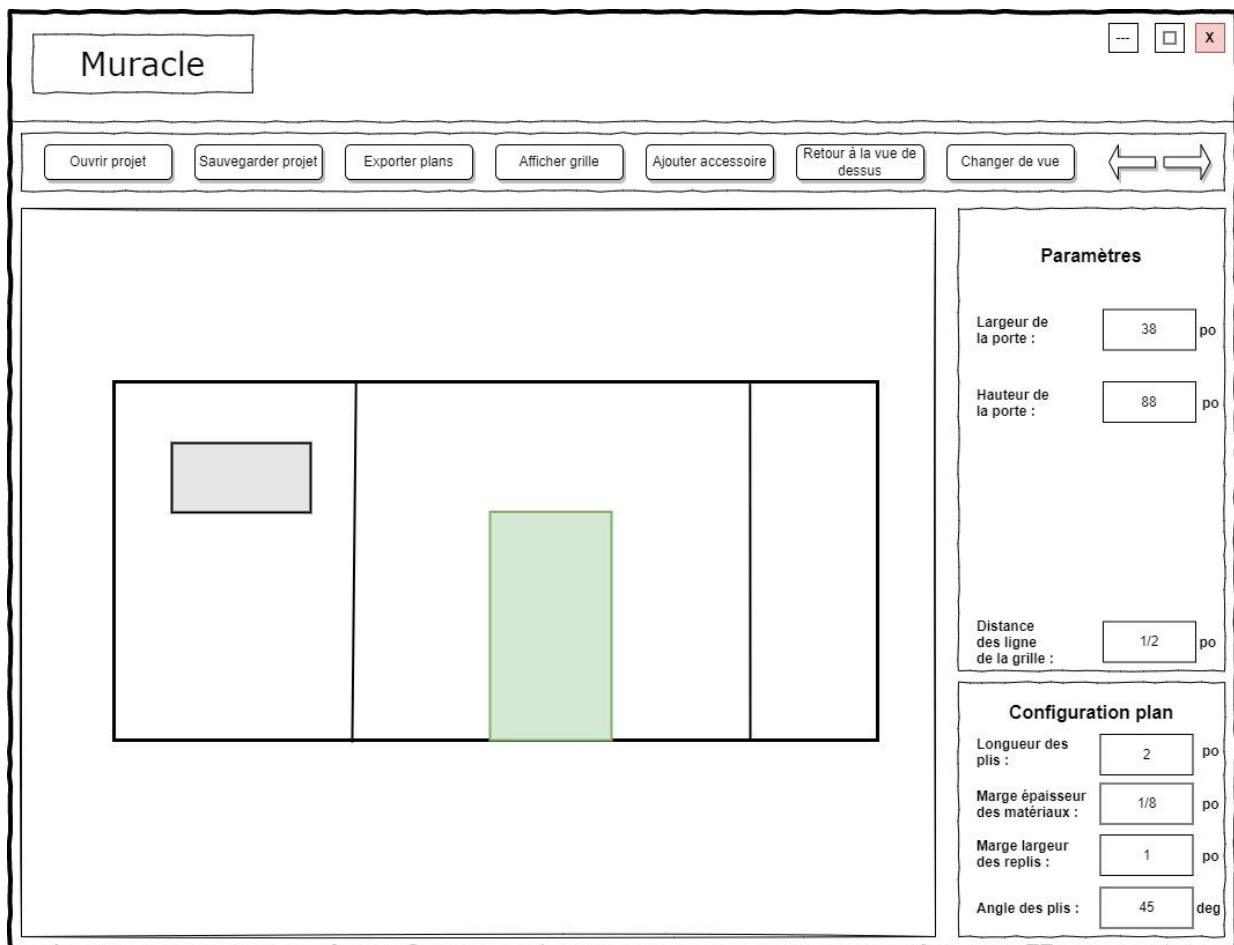 Muracle
--- X
Ouvrir projet
Sauvegarder projet
Exporter plans
Afficher grille
Ajouter accessoire
Retour à la vue de
dessus
Changer de vue
Paramètres
Largeur de
la porte :
38 po
Hauteur de
la porte :
88 po
Distance
des ligne
de la grille :
1/2 po
Configuration plan
Longueur des
plis :
2 po
Marge épaisseur
des matériaux :
1/8 po
Marge largeur
des replis :
1 po
Angle des plis : 45 deg